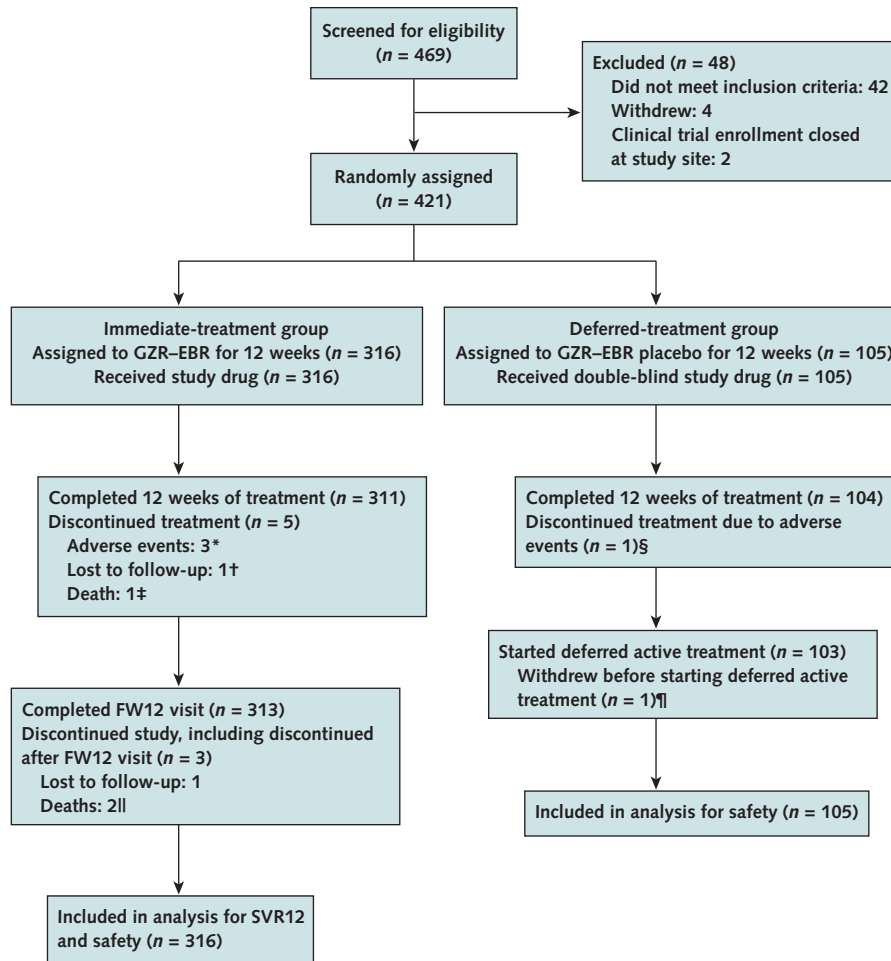 Screened for eligibility
(n = 469)
Excluded (n = 48)
Did not meet inclusion criteria: 42
Withdrew: 4
Clinical trial enrollment closed
at study site: 2
Randomly assigned
(n = 421)
Immediate-treatment group
Assigned to GZR–EBR for 12 weeks (n = 316)
Received study drug (n = 316)
Deferred-treatment group
Assigned to GZR–EBR placebo for 12 weeks (n = 105)
Received double-blind study drug (n = 105)
Completed 12 weeks of treatment (n = 311)
Discontinued treatment (n = 5)
Adverse events: 3*
Lost to follow-up: 1†
Death: 1‡
Completed 12 weeks of treatment (n = 104)
Discontinued treatment due to adverse
events (n = 1)§
Started deferred active treatment (n = 103)
Withdrew before starting deferred active
treatment (n = 1)¶
Completed FW12 visit (n = 313)
Discontinued study, including discontinued
after FW12 visit (n = 3)
Lost to follow-up: 1
Deaths: 2||
Included in analysis for safety (n = 105)
Included in analysis for SVR12
and safety (n = 316)